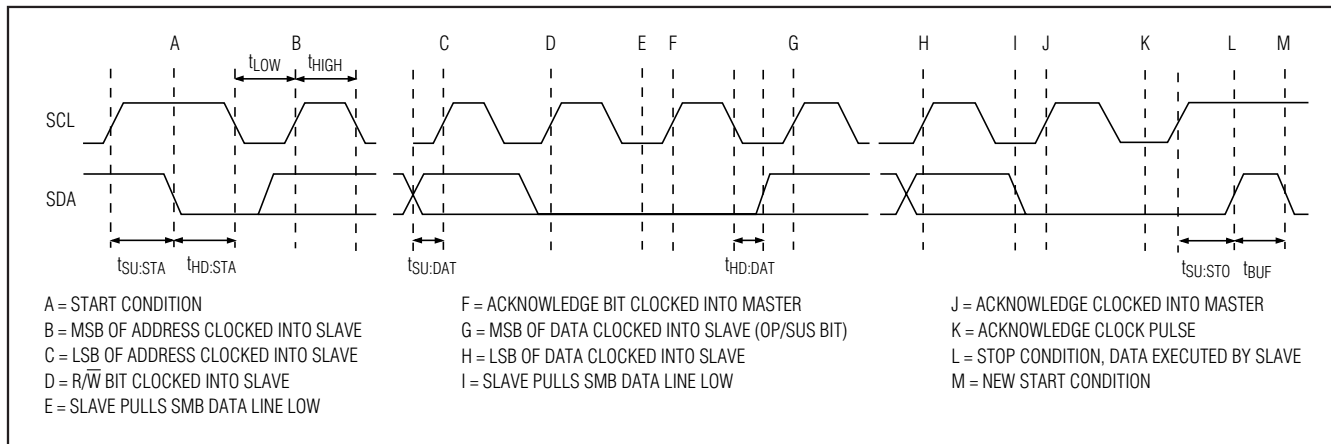 A B C D E F G H I J K L M
tLOW tHIGH
SCL
SDA
tSU:STA tHD:STA tSU:DAT tHD:DAT tSU:STO tBUF
A = START CONDITION
B = MSB OF ADDRESS CLOCKED INTO SLAVE
C = LSB OF ADDRESS CLOCKED INTO SLAVE
D = R/W̅ BIT CLOCKED INTO SLAVE
E = SLAVE PULLS SMB DATA LINE LOW
F = ACKNOWLEDGE BIT CLOCKED INTO MASTER
G = MSB OF DATA CLOCKED INTO SLAVE (OP/SUS BIT)
H = LSB OF DATA CLOCKED INTO SLAVE
I = SLAVE PULLS SMB DATA LINE LOW
J = ACKNOWLEDGE CLOCKED INTO MASTER
K = ACKNOWLEDGE CLOCK PULSE
L = STOP CONDITION, DATA EXECUTED BY SLAVE
M = NEW START CONDITION